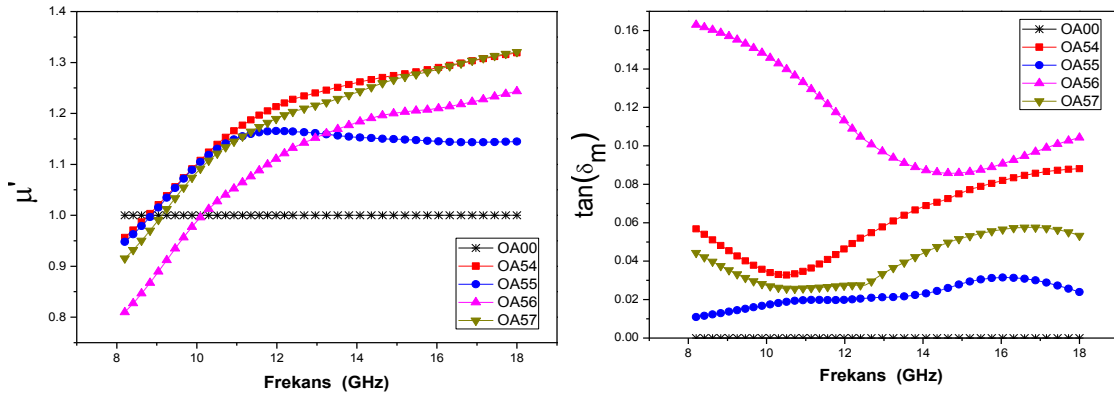 μ'
1.4
1.3
1.2
1.1
1.0
0.9
0.8
OA00
OA54
OA55
OA56
OA57
8
10
12
14
16
18
Frekans (GHz)
tan(δm)
0.16
0.14
0.12
0.10
0.08
0.06
0.04
0.02
0.00
OA00
OA54
OA55
OA56
OA57
8
10
12
14
16
18
Frekans (GHz)